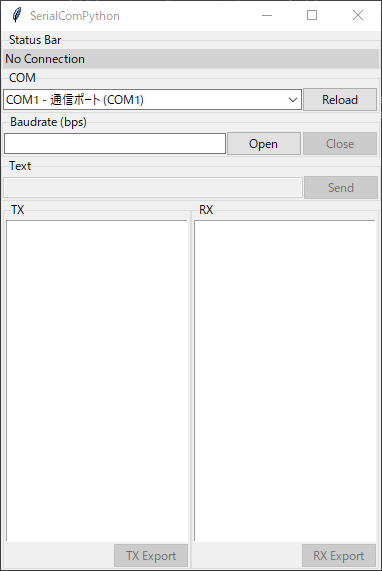 SerialComPython
Status Bar
No Connection
COM
COM1 - 通信ポート (COM1)
Reload
Baudrate (bps)
Open
Close
Text
Send
TX
RX
TX Export
RX Export